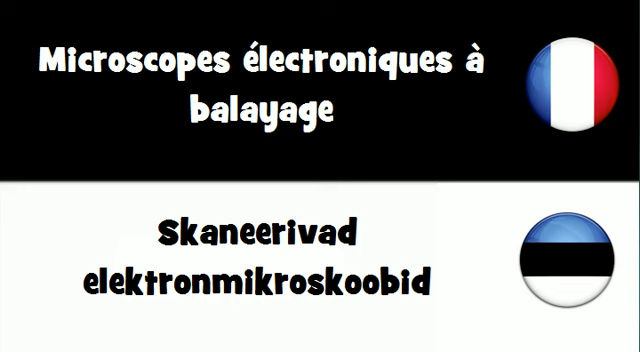 Microscopes électroniques à
balayage
Skaneerivad
elektronmikroskoobid